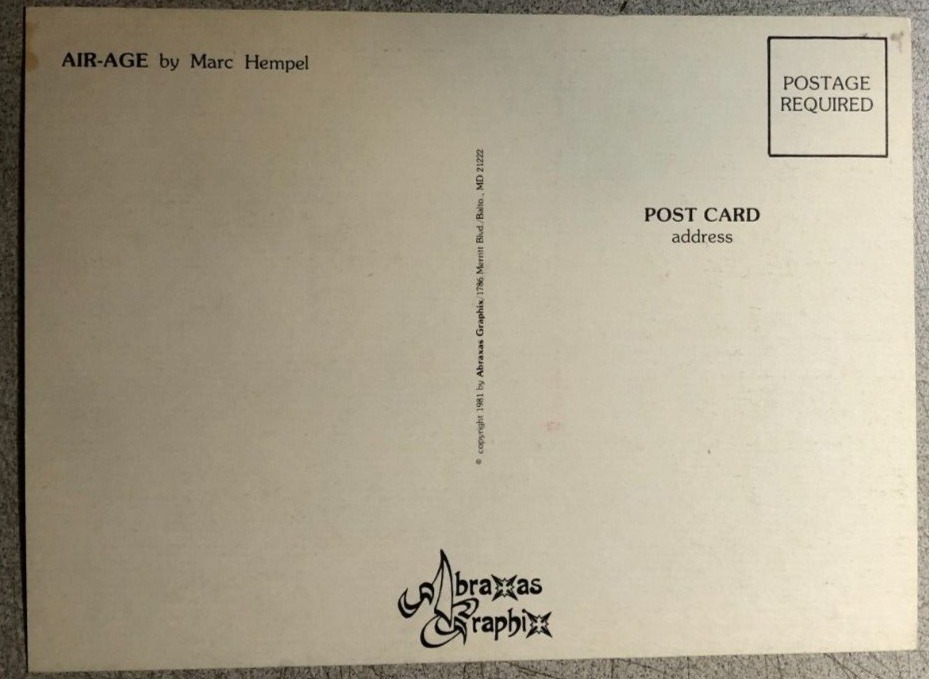 AIR-AGE by Marc Hempel
POSTAGE
REQUIRED
© copyright 1981 by Abraxas Graphix/1786 Merritt Blvd./Balto., MD 21222
POST CARD
address
Abraxas
Graphix